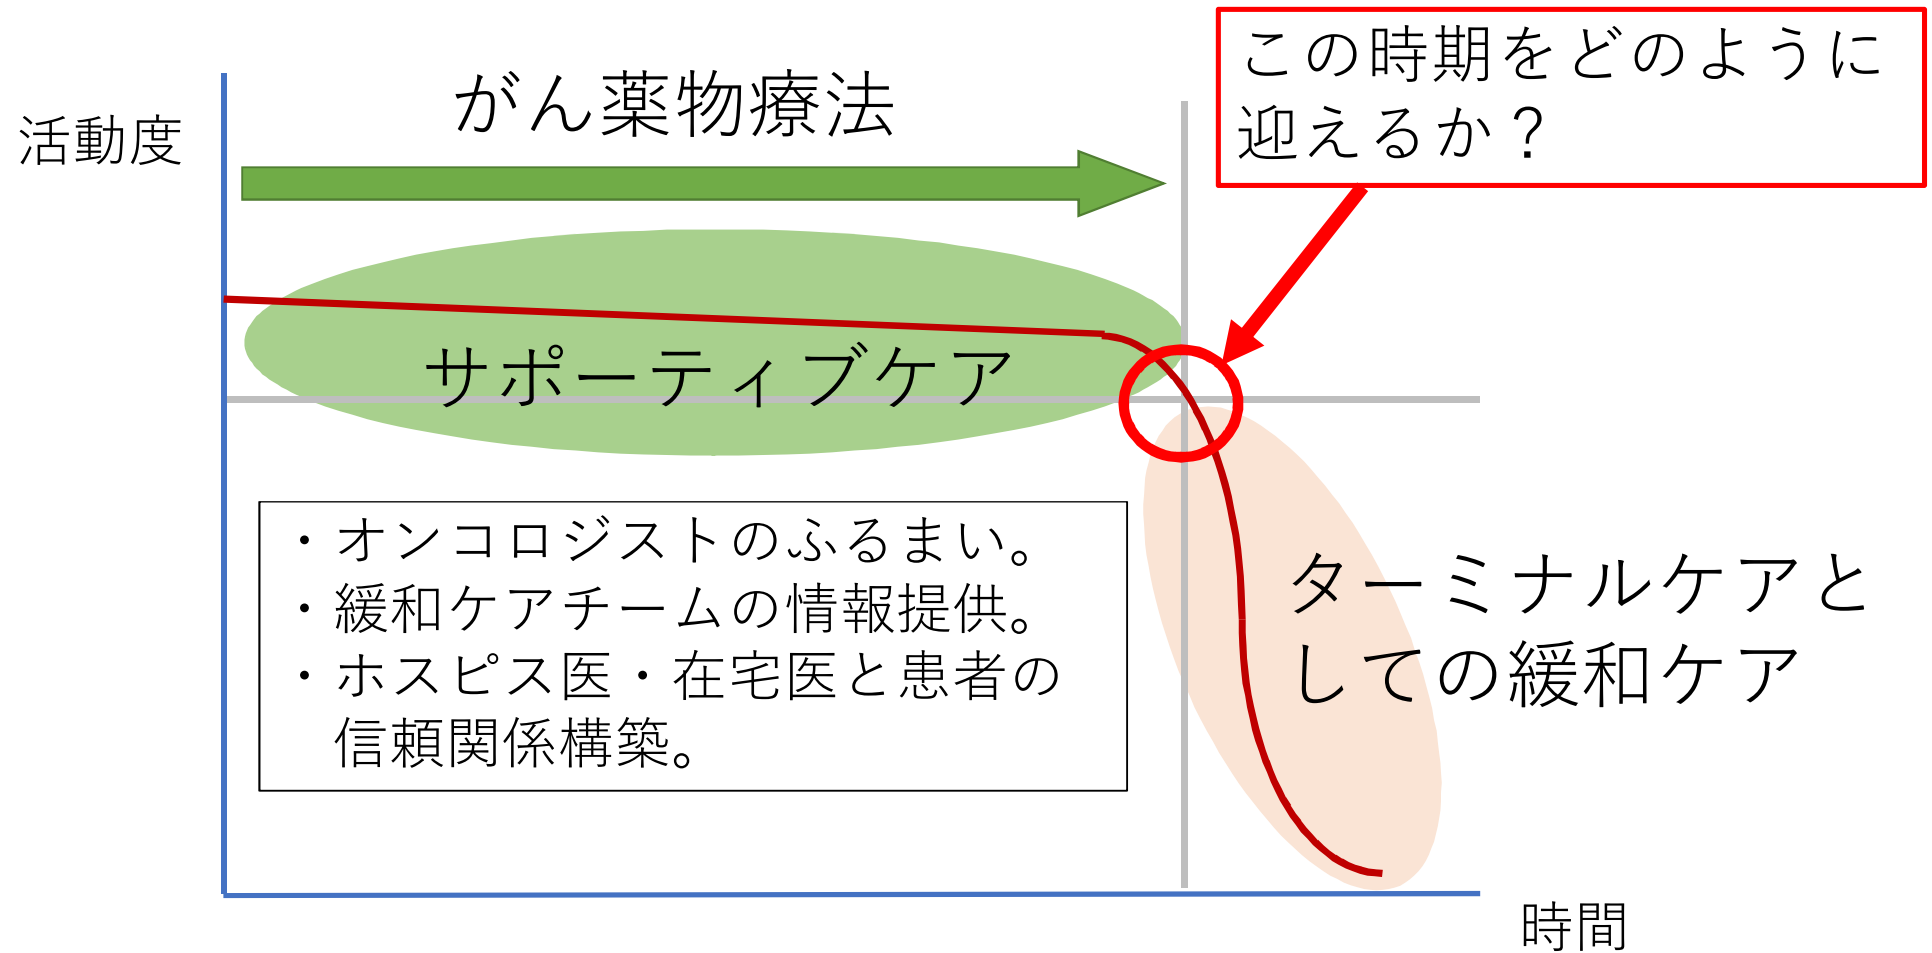 この時期をどのように
迎えるか？
がん薬物療法
活動度
サポーティブケア
・オンコロジストのふるまい。
・緩和ケアチームの情報提供。
・ホスピス医・在宅医と患者の
信頼関係構築。
ターミナルケアと
しての緩和ケア
時間